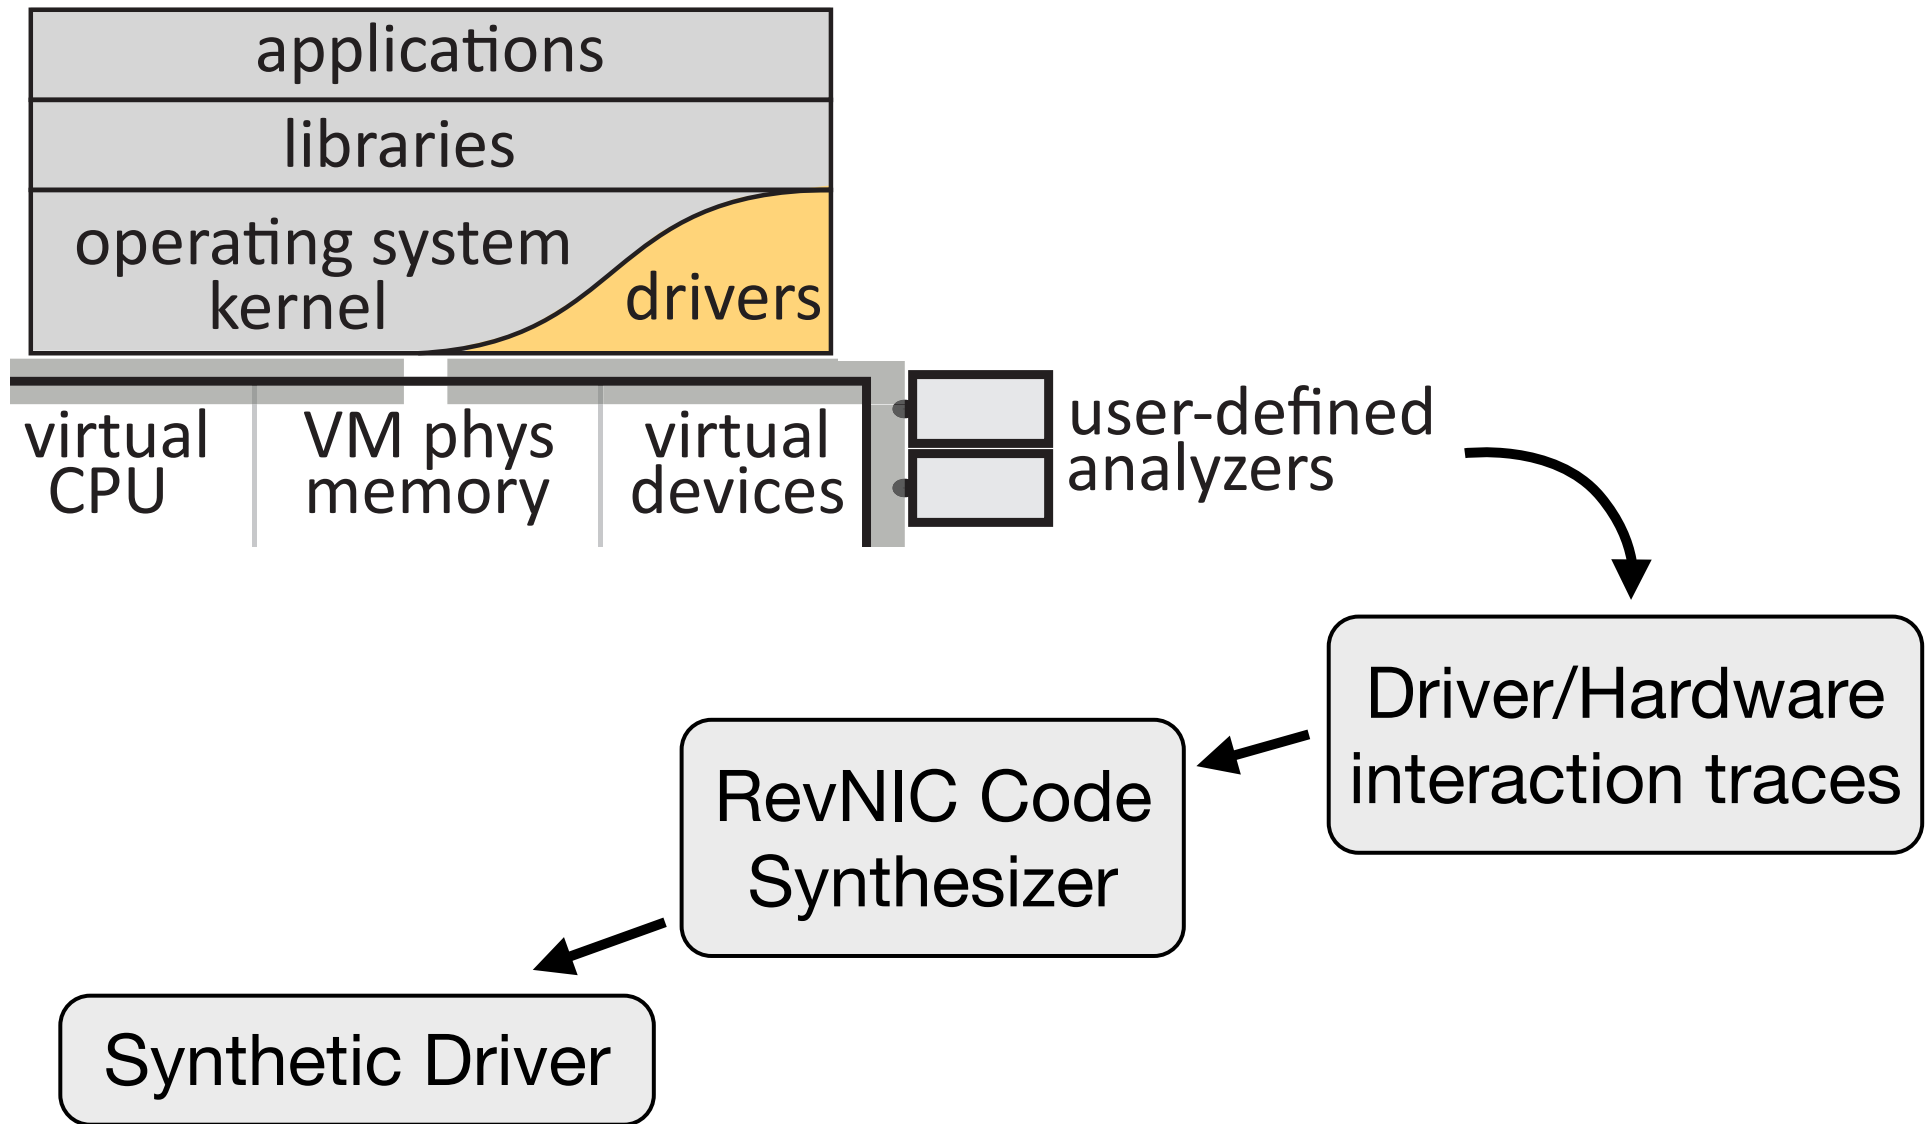 applications
libraries
operating system
kernel
drivers
virtual
CPU
VM phys
memory
virtual
devices
user-defined
analyzers
Driver/Hardware
interaction traces
RevNIC Code
Synthesizer
Synthetic Driver